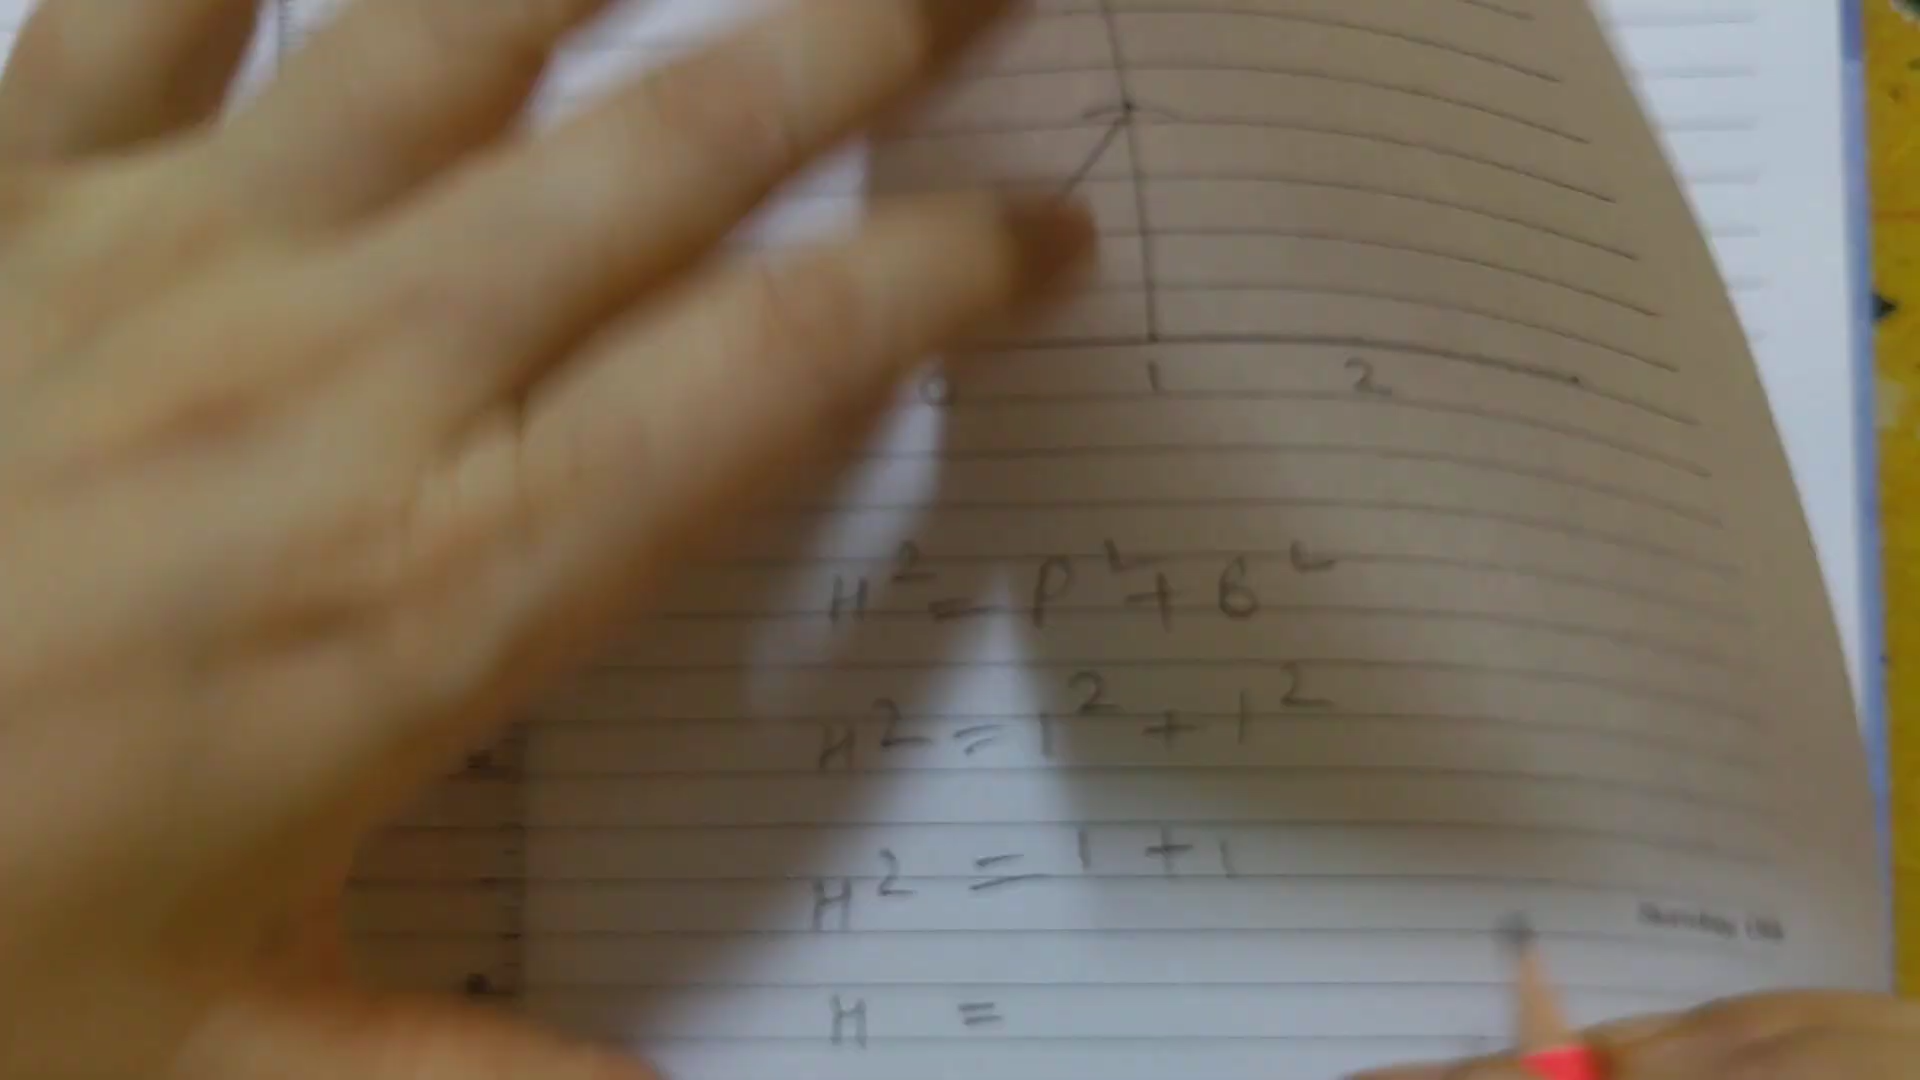 0 1 2
H² = P² + B²
H² = 1² + 1²
H² = 1 + 1
H =